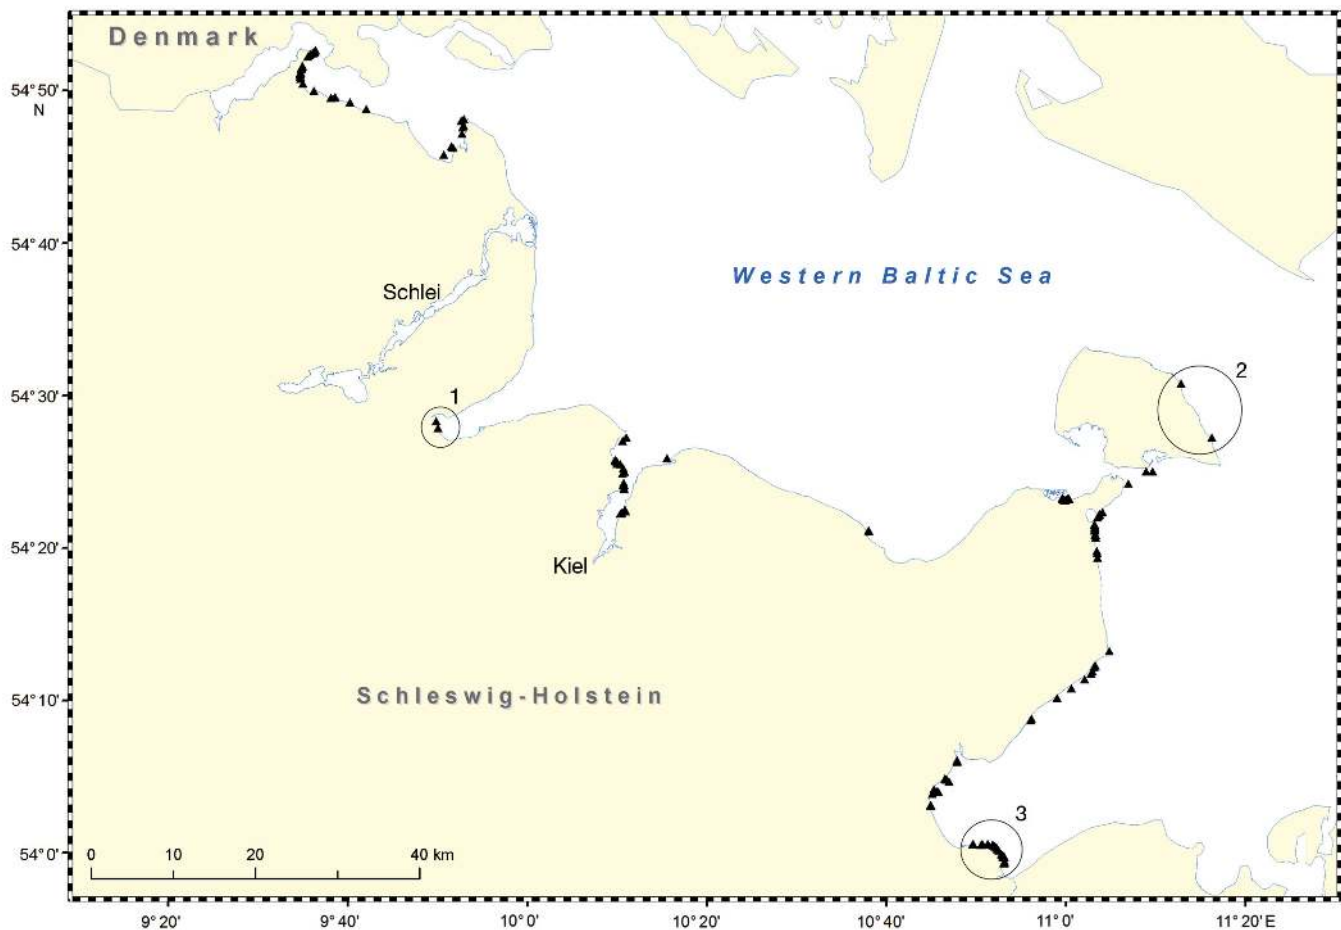 Denmark
54° 50'
N
54° 40'
Western Baltic Sea
Schlei
54° 30'
1
2
54° 20'
Kiel
54° 10'
Schleswig-Holstein
3
54° 0'
0 10 20 40 km
9° 20' 9° 40' 10° 0' 10° 20' 10° 40' 11° 0' 11° 20' E